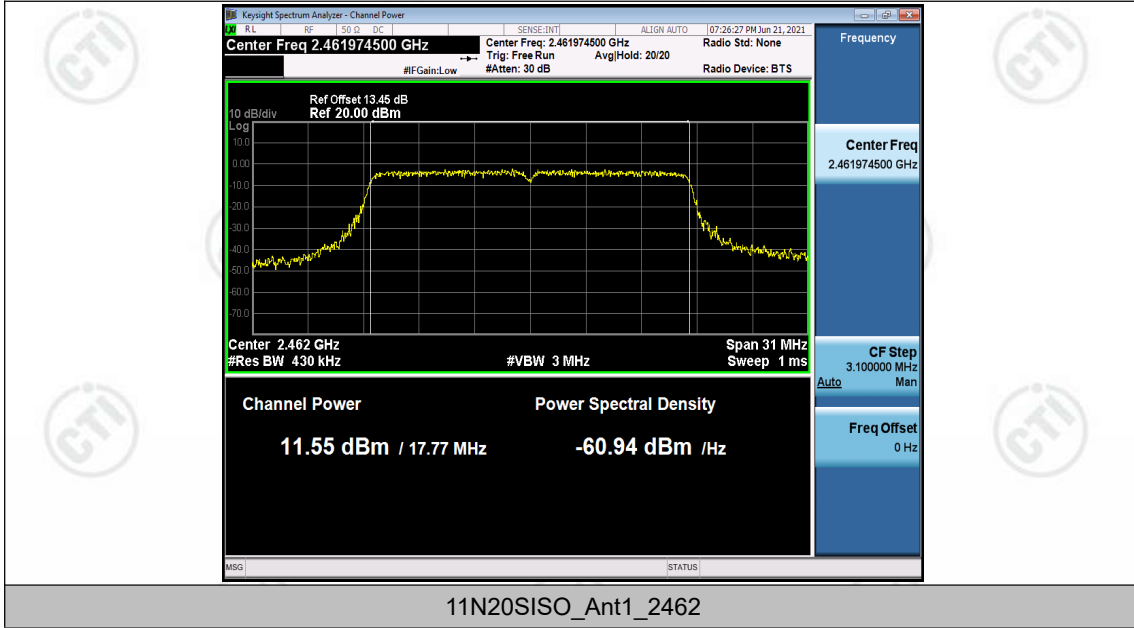 Keysight Spectrum Analyzer - Channel Power
RL RF 50 Ω DC SENSE:INT ALIGN AUTO 07:26:27 PM Jun 21, 2021
Center Freq 2.461974500 GHz
Center Freq: 2.461974500 GHz Radio Std: None
Trig: Free Run Avg|Hold: 20/20
#IFGain:Low #Atten: 30 dB Radio Device: BTS
Frequency
Ref Offset 13.45 dB
10 dB/div Ref 20.00 dBm
Log
10.0
0.00
-10.0
-20.0
-30.0
-40.0
-50.0
-60.0
-70.0
Center 2.462 GHz Span 31 MHz
#Res BW 430 kHz #VBW 3 MHz Sweep 1 ms
Center Freq
2.461974500 GHz
CF Step
3.100000 MHz
Auto Man
Freq Offset
0 Hz
Channel Power Power Spectral Density
11.55 dBm / 17.77 MHz -60.94 dBm /Hz
MSG STATUS
11N20SISO_Ant1_2462
CTI
CTI
CTI
CTI